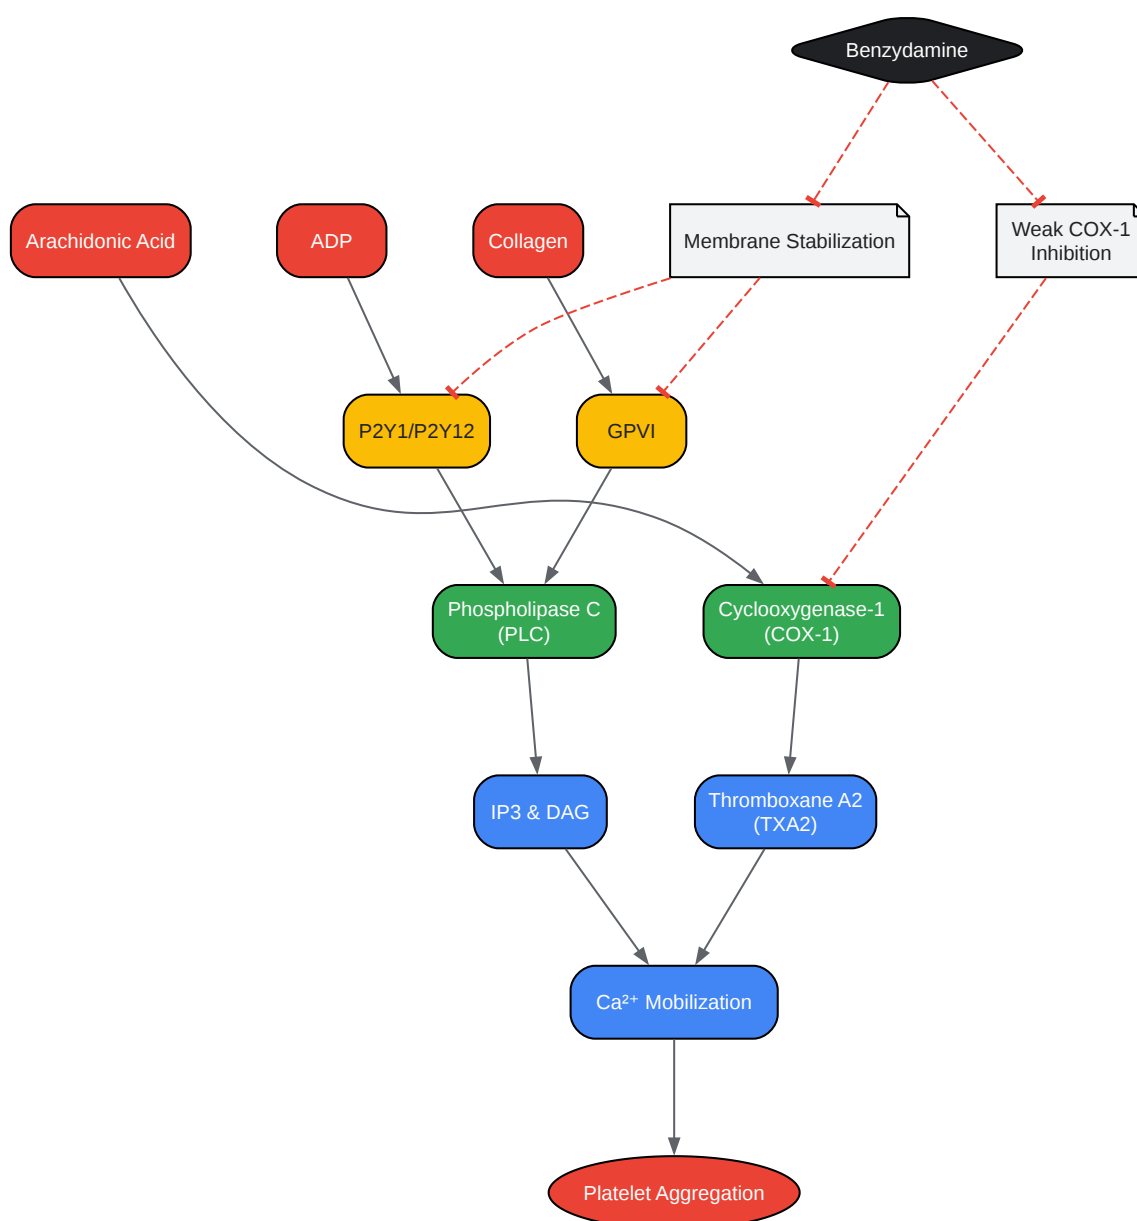 Benzydamine
Arachidonic Acid
ADP
Collagen
Membrane Stabilization
Weak COX-1
Inhibition
P2Y1/P2Y12
GPVI
Phospholipase C
(PLC)
Cyclooxygenase-1
(COX-1)
IP3 & DAG
Thromboxane A2
(TXA2)
Ca²⁺ Mobilization
Platelet Aggregation